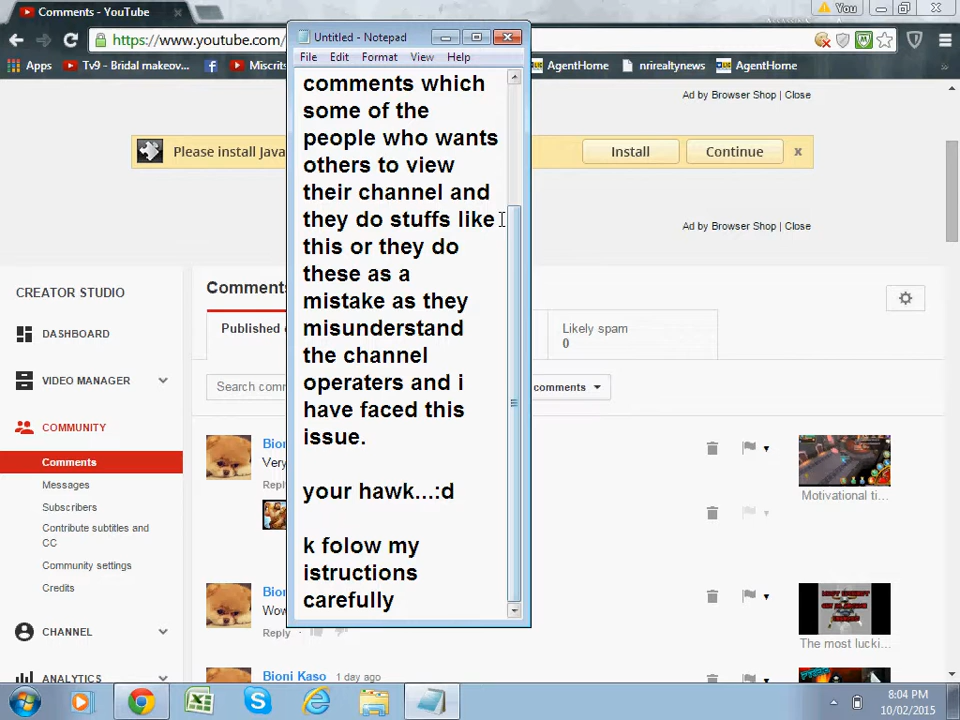 Comments - YouTube
You
https://www.youtube.com/
Apps
Tv9 - Bridal makeov...
Miscrits
AgentHome
nrirealtynews
AgentHome
Untitled - Notepad
File Edit Format View Help
comments which
some of the
people who wants
others to view
their channel and
they do stuffs like
this or they do
these as a
mistake as they
misunderstand
the channel
operaters and i
have faced this
issue.
your hawk...:d
k folow my
istructions
carefully
Ad by Browser Shop | Close
Please install Java
Install
Continue
x
Ad by Browser Shop | Close
CREATOR STUDIO
DASHBOARD
VIDEO MANAGER
COMMUNITY
Comments
Messages
Subscribers
Contribute subtitles and
CC
Community settings
Credits
CHANNEL
ANALYTICS
Comments
Published
Likely spam
0
Search comm
comments
Bion
Very
Reply
Motivational ti...
Bioni
Wow
Reply
MOST
The most lucki...
Bioni Kaso 1 day ago
8:04 PM
10/02/2015